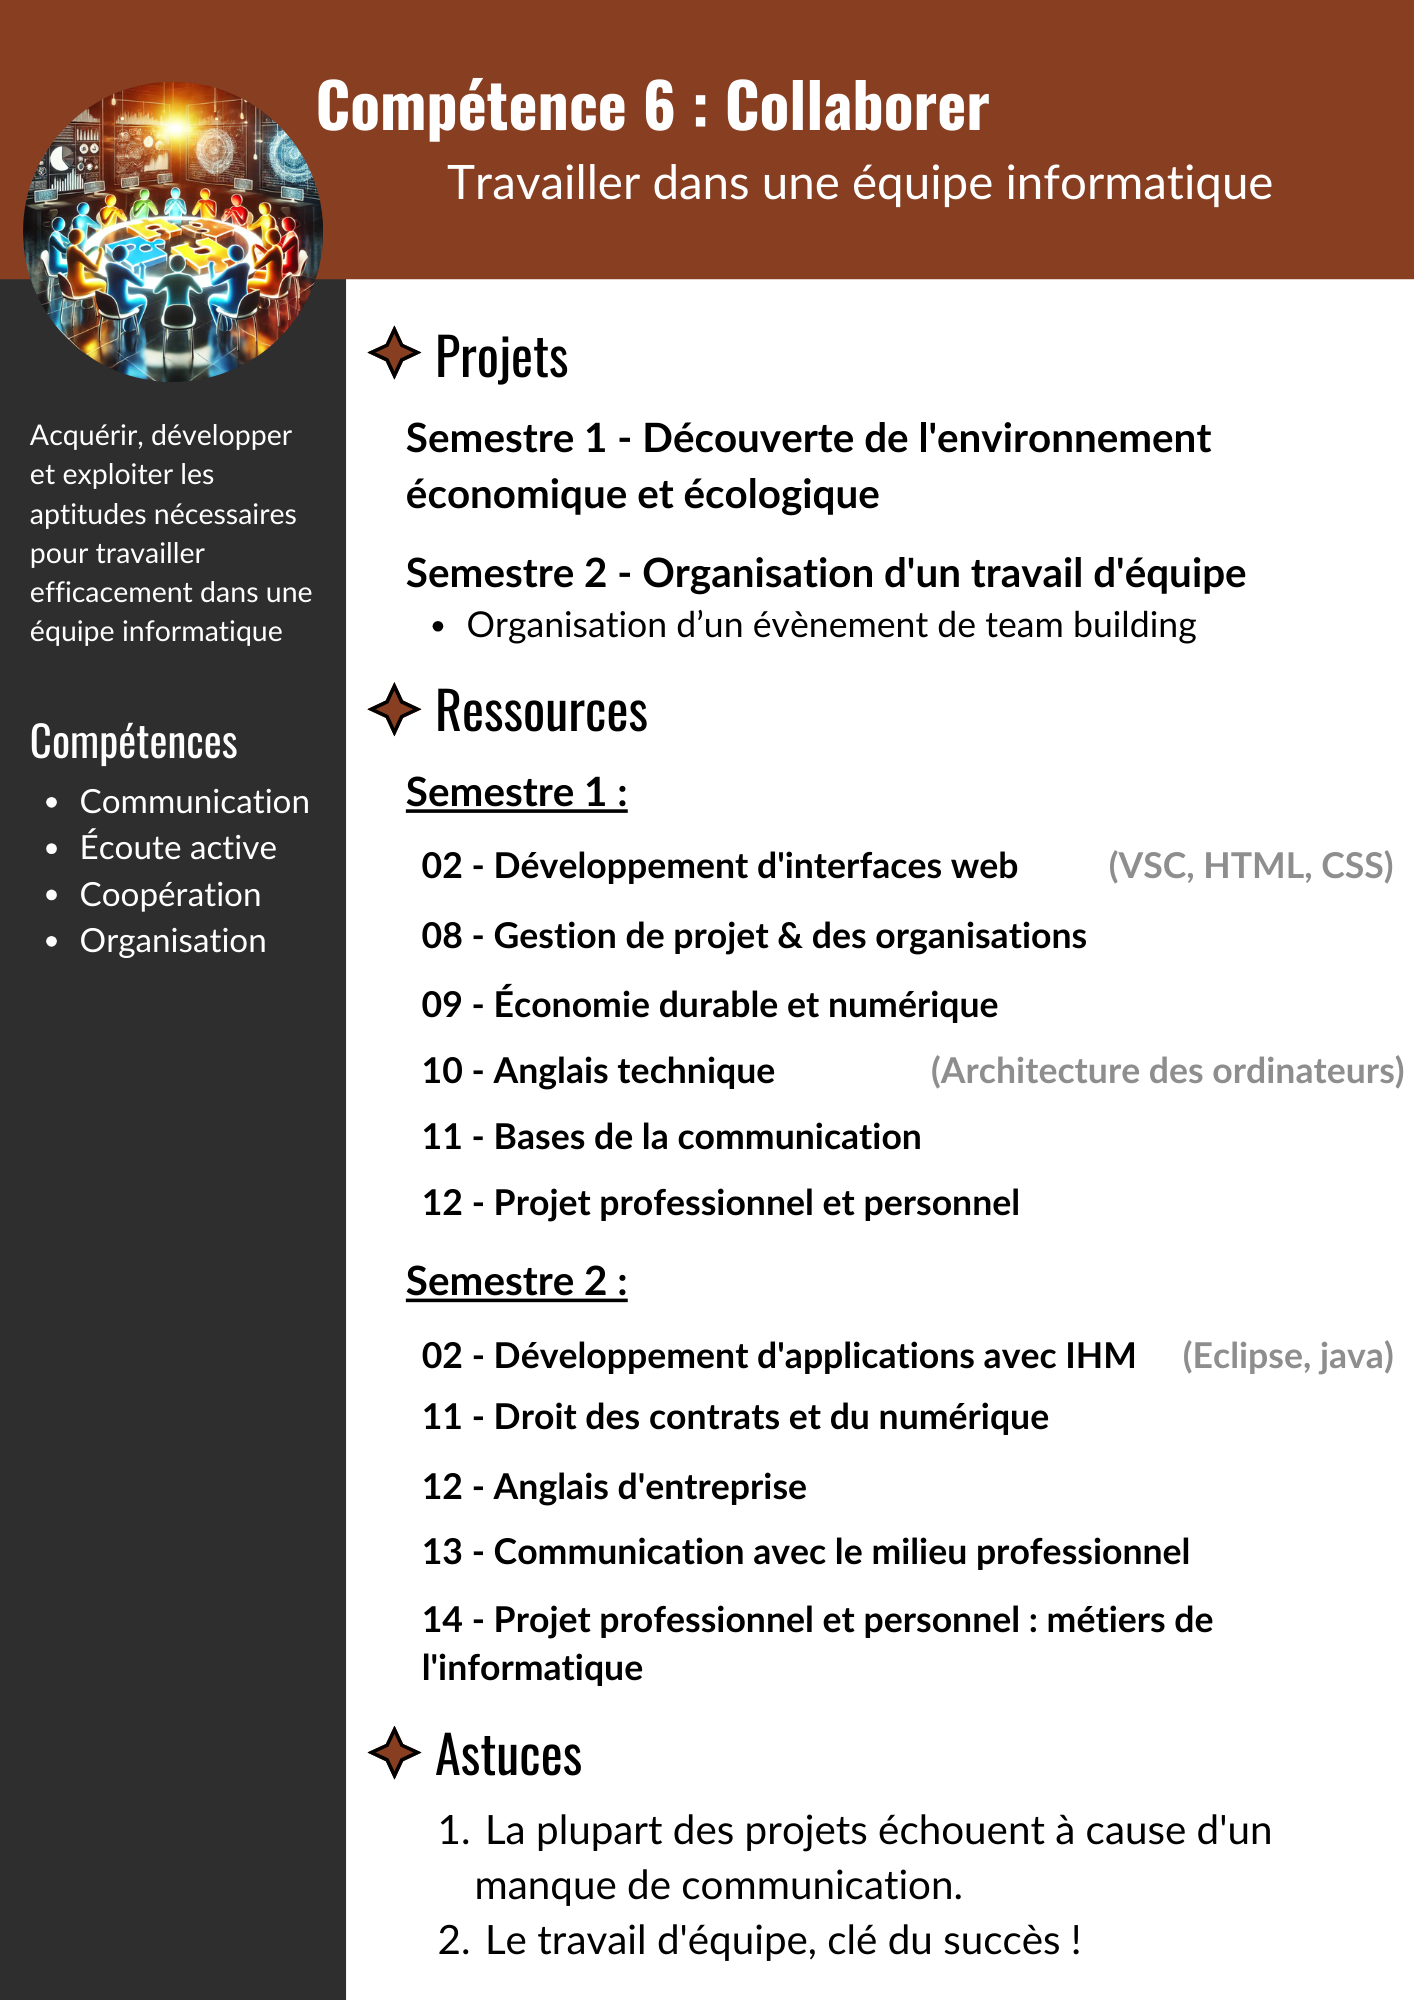 Compétence 6 : Collaborer
Travailler dans une équipe informatique
Acquérir, développer
et exploiter les
aptitudes nécessaires
pour travailler
efficacement dans une
équipe informatique
Compétences
• Communication
• Écoute active
• Coopération
• Organisation
Projets
Semestre 1 - Découverte de l'environnement
économique et écologique
Semestre 2 - Organisation d'un travail d'équipe
• Organisation d’un évènement de team building
Ressources
Semestre 1 :
02 - Développement d'interfaces web (VSC, HTML, CSS)
08 - Gestion de projet & des organisations
09 - Économie durable et numérique
10 - Anglais technique (Architecture des ordinateurs)
11 - Bases de la communication
12 - Projet professionnel et personnel
Semestre 2 :
02 - Développement d'applications avec IHM (Eclipse, java)
11 - Droit des contrats et du numérique
12 - Anglais d'entreprise
13 - Communication avec le milieu professionnel
14 - Projet professionnel et personnel : métiers de
l'informatique
Astuces
1. La plupart des projets échouent à cause d'un
manque de communication.
2. Le travail d'équipe, clé du succès !